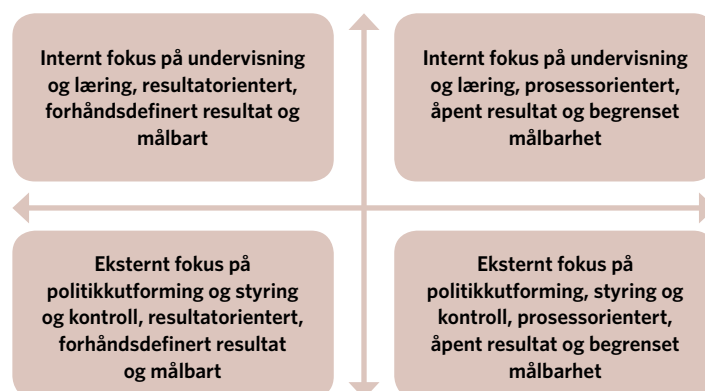 Internt fokus på undervisning
og læring, resultatorientert,
forhåndsdefinert resultat og
målbart
Internt fokus på undervisning
og læring, prosessorientert,
åpent resultat og begrenset
målbarhet
Eksternt fokus på
politikkutforming og styring
og kontroll, resultatorientert,
forhåndsdefinert resultat
og målbart
Eksternt fokus på
politikkutforming, styring og
kontroll, prosessorientert,
åpent resultat og begrenset
målbarhet